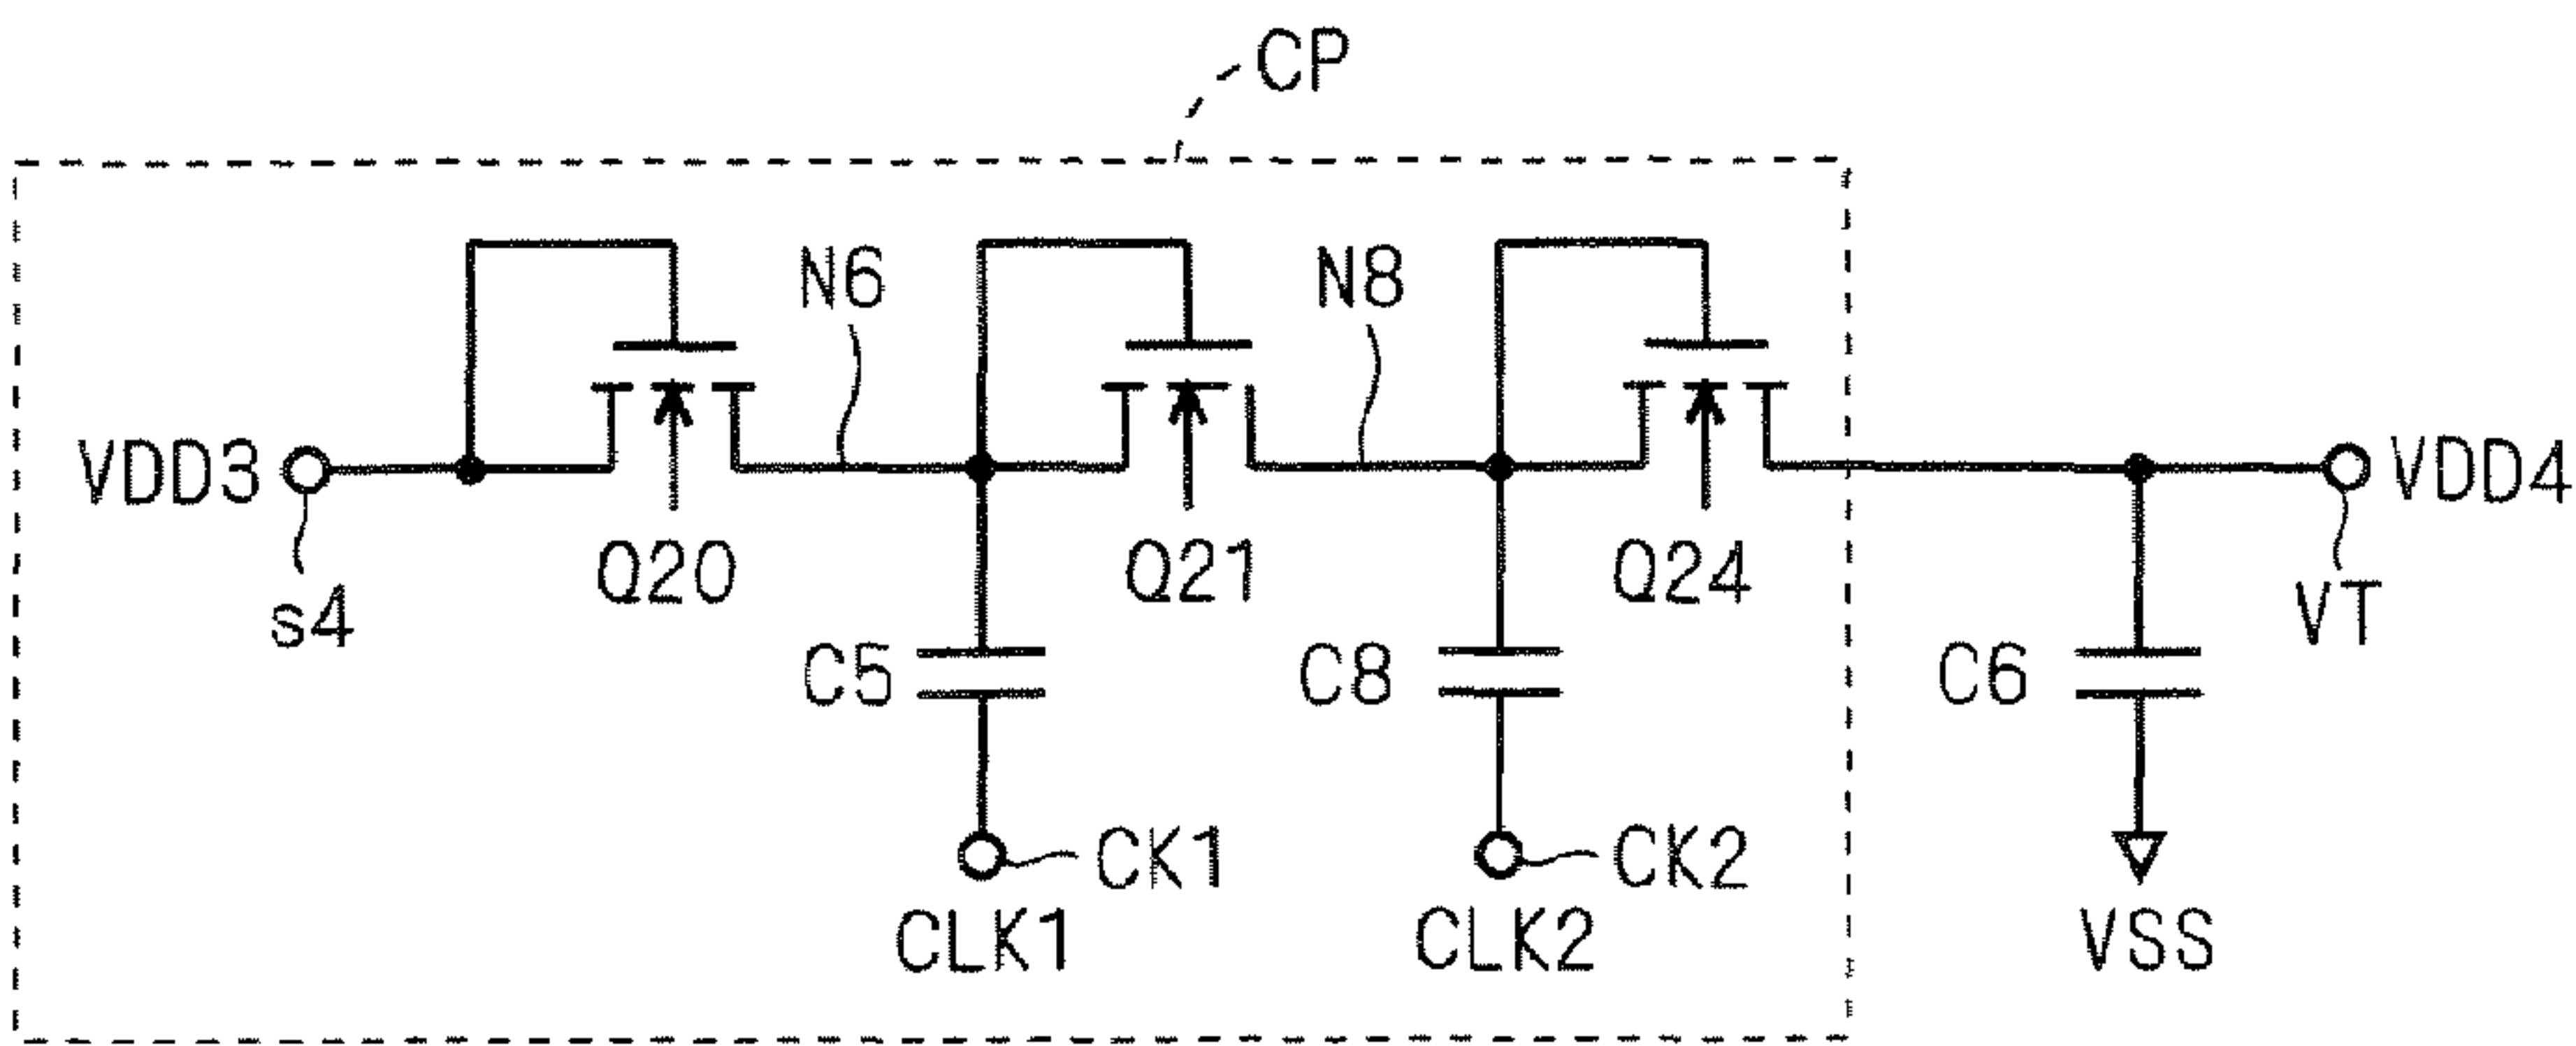 CP
N6
N8
VDD3
VDD4
s4
Q20
Q21
Q24
VT
C5
C8
C6
CK1
CK2
CLK1
CLK2
VSS